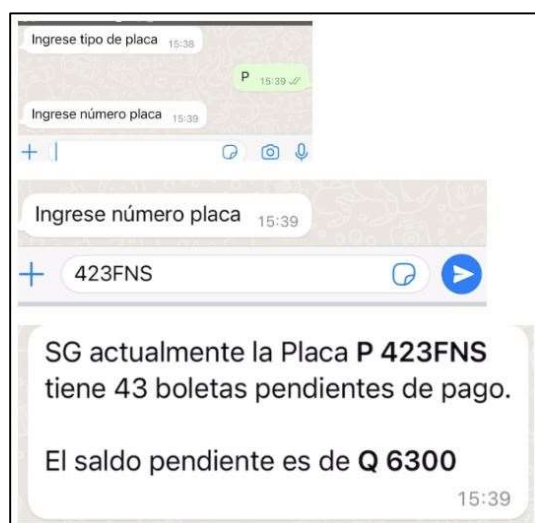 Ingrese tipo de placa 15:38
P 15:39
Ingrese número placa 15:39
Ingrese número placa 15:39
423FNS
SG actualmente la Placa P 423FNS
tiene 43 boletas pendientes de pago.
El saldo pendiente es de Q 6300
15:39